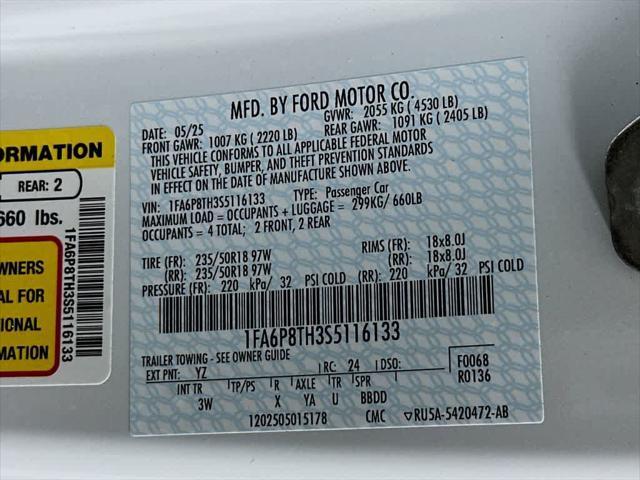 ORMATION
REAR: 2
660 lbs.
WNERS
AL FOR
TIONAL
RMATION
1FA6P8TH3S5116133
MFD. BY FORD MOTOR CO.
DATE: 05/25 GVWR: 2055 KG ( 4530 LB)
FRONT GAWR: 1007 KG ( 2220 LB) REAR GAWR: 1091 KG ( 2405 LB)
THIS VEHICLE CONFORMS TO ALL APPLICABLE FEDERAL MOTOR
VEHICLE SAFETY, BUMPER, AND THEFT PREVENTION STANDARDS
IN EFFECT ON THE DATE OF MANUFACTURE SHOWN ABOVE.
VIN: 1FA6P8TH3S5116133 TYPE: Passenger Car
MAXIMUM LOAD = OCCUPANTS + LUGGAGE = 299KG/ 660LB
OCCUPANTS = 4 TOTAL; 2 FRONT, 2 REAR
TIRE (FR): 235/50R18 97W RIMS (FR): 18x8.0J
(RR): 235/50R18 97W (RR): 18x8.0J
PRESSURE (FR): 220 kPa/ 32 PSI COLD (RR): 220 kPa/ 32 PSI COLD
1FA6P8TH3S5116133
TRAILER TOWING - SEE OWNER GUIDE
EXT PNT: YZ RC: 24 DSO: F0068
INT TR TP/PS R AXLE TR SPR R0136
3W X YA U BBDD
1202505015178 CMC RU5A-5420472-AB